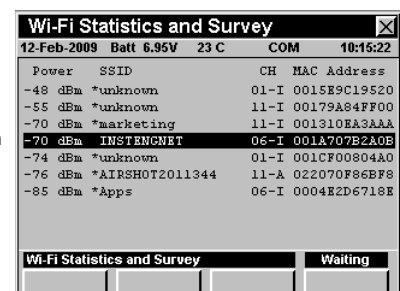 Wi-Fi Statistics and Survey
12-Feb-2009 Batt 6.95V 23 C COM 10:15:22
Power SSID CH MAC Address
-48 dBm *unknown 01-I 0015E9C19520
-55 dBm *unknown 11-I 00179A84FF00
-70 dBm *marketing 11-I 001310EA3AAA
-70 dBm INSTENGNET 06-I 001A707B2A0B
-74 dBm *unknown 01-I 001CF00804A0
-76 dBm *AIRSHOT2011344 11-A 022070F86BF8
-85 dBm *Apps 06-I 0004E2D6718E
Wi-Fi Statistics and Survey Waiting